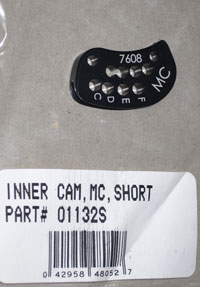 7608
MC
C D E F
INNER CAM, MC, SHORT
PART# 01132S
0 42958 48052 7